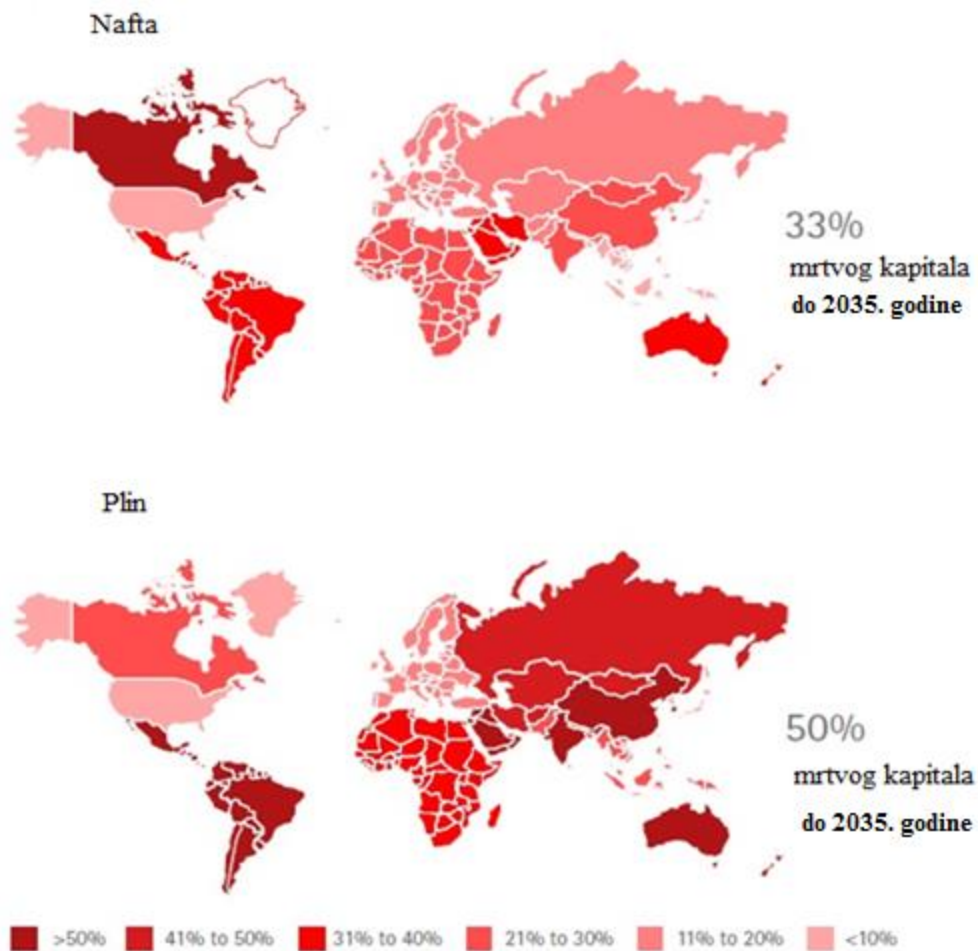 Nafta
33%
mrtvog kapitala
do 2035. godine
Plin
50%
mrtvog kapitala
do 2035. godine
>50% 41% to 50% 31% to 40% 21% to 30% 11% to 20% <10%